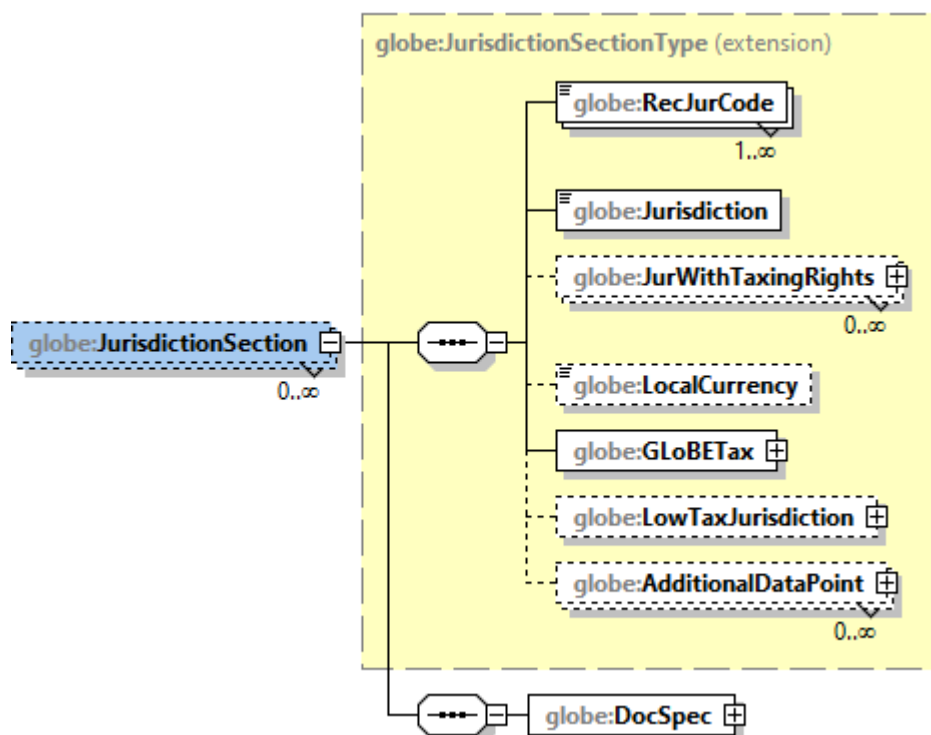 globe:JurisdictionSectionType (extension)
globe:RecJurCode
1..∞
globe:Jurisdiction
globe:JurWithTaxingRights
0..∞
globe:JurisdictionSection
0..∞
globe:LocalCurrency
globe:GLoBETax
globe:LowTaxJurisdiction
globe:AdditionalDataPoint
0..∞
globe:DocSpec